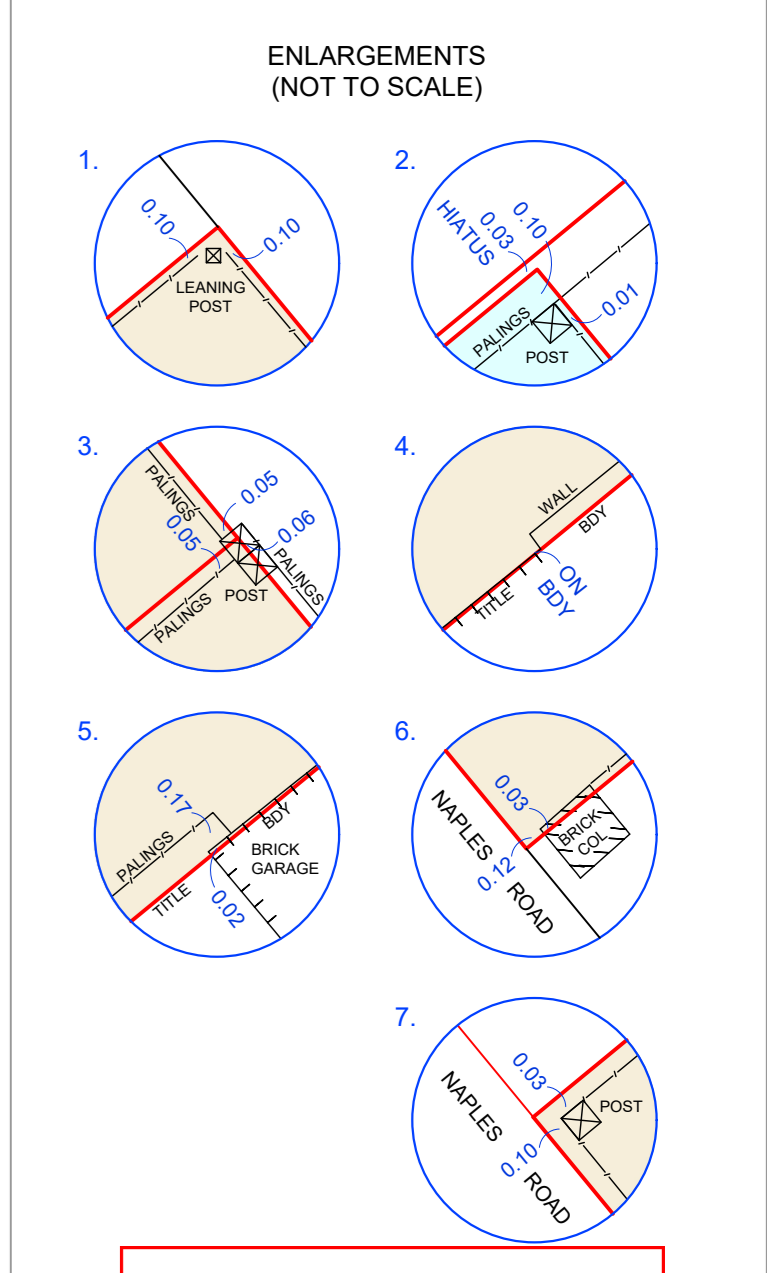 ENLARGEMENTS
(NOT TO SCALE)
1.
0.10
0.10
LEANING
POST
2.
HIATUS
0.03
0.10
0.01
PALINGS
POST
3.
PALINGS
0.05
0.05
0.06
PALINGS
POST
PALINGS
4.
WALL
BDY
TITLE
ON
BDY
5.
0.17
PALINGS
BDY
BRICK
GARAGE
TITLE
0.02
6.
0.03
NAPLES ROAD
BRICK
COL
0.12
7.
0.03
NAPLES ROAD
POST
0.10